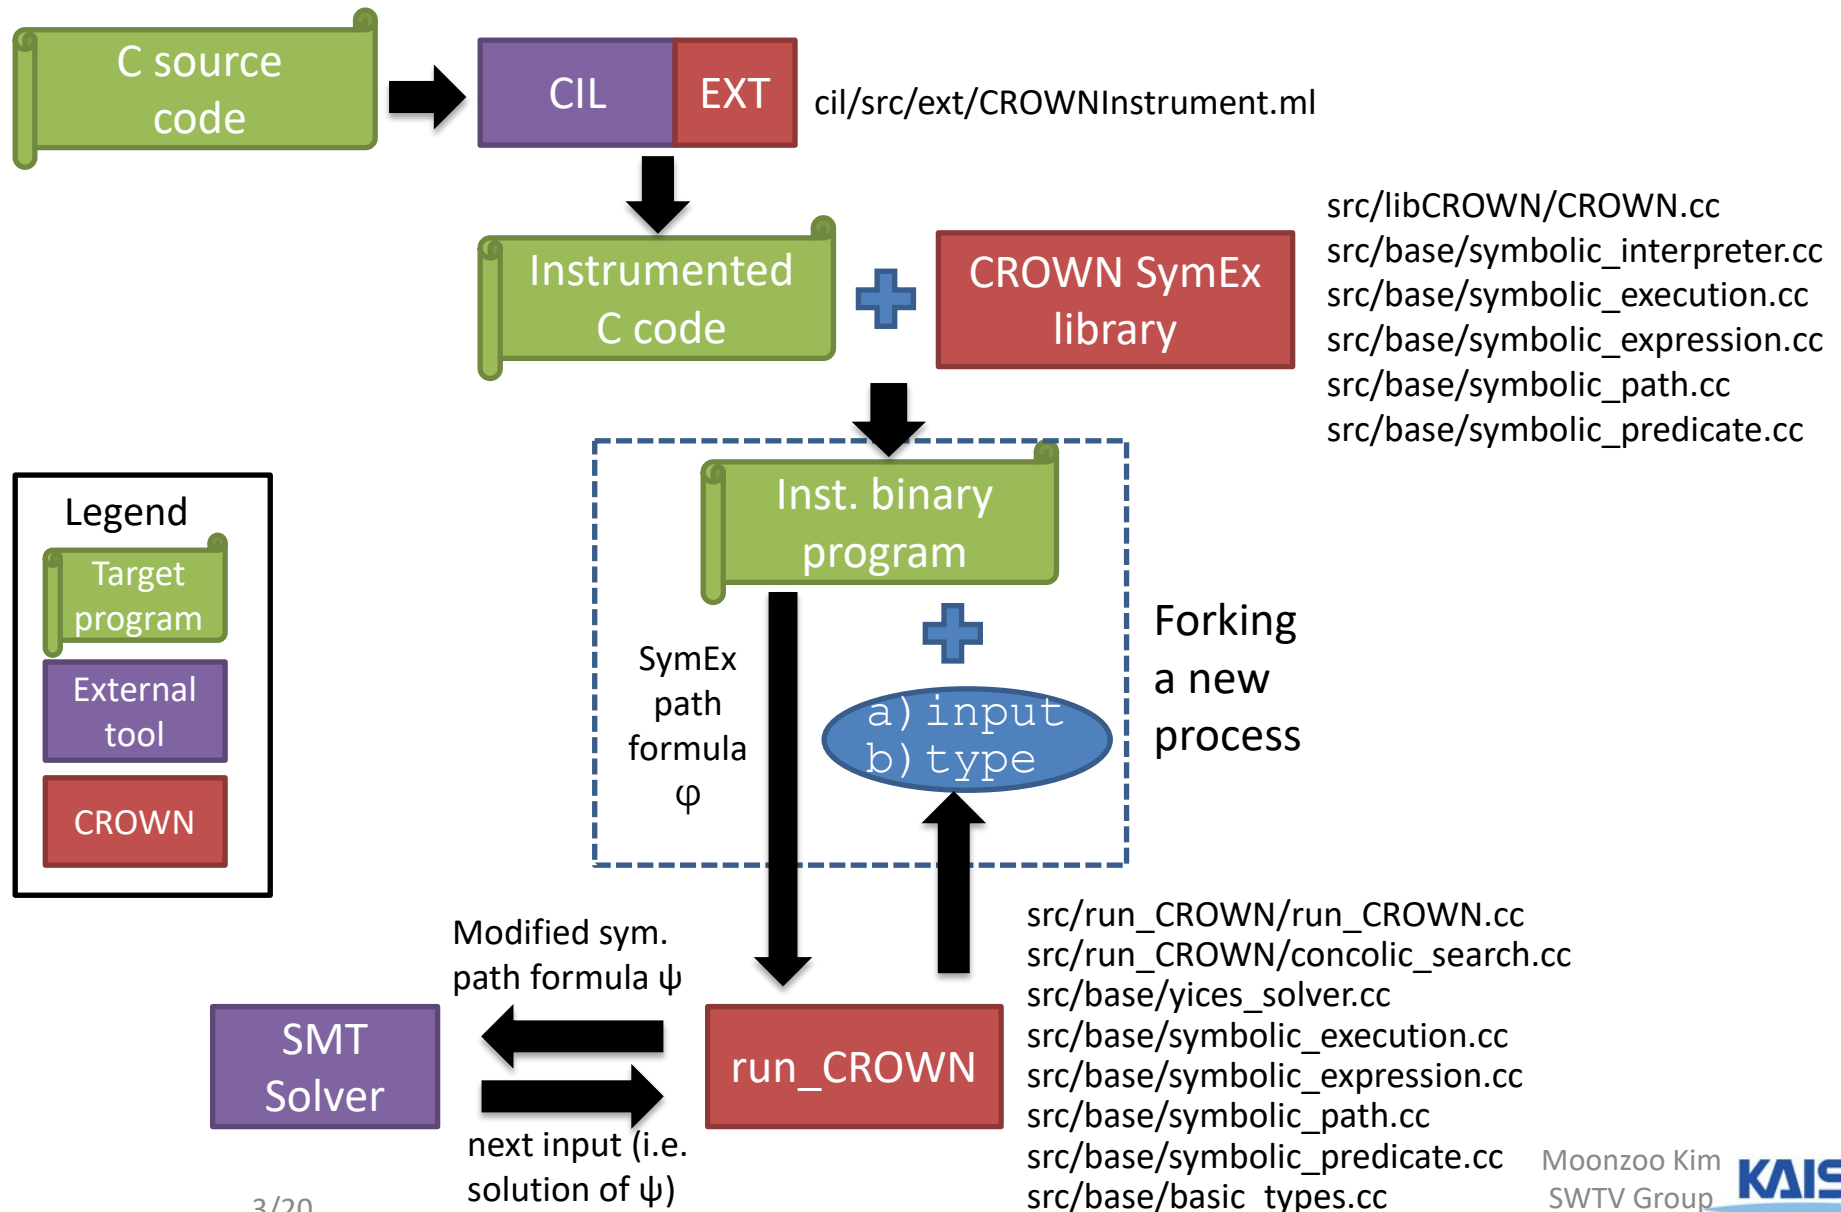 C source
code
CIL
EXT
cil/src/ext/CROWNInstrument.ml
Instrumented
C code
CROWN SymEx
library
src/libCROWN/CROWN.cc
src/base/symbolic_interpreter.cc
src/base/symbolic_execution.cc
src/base/symbolic_expression.cc
src/base/symbolic_path.cc
src/base/symbolic_predicate.cc
Legend
Target
program
External
tool
CROWN
Inst. binary
program
SymEx
path
formula
φ
a)input
b)type
Forking
a new
process
Modified sym.
path formula ψ
SMT
Solver
run_CROWN
next input (i.e.
solution of ψ)
src/run_CROWN/run_CROWN.cc
src/run_CROWN/concolic_search.cc
src/base/yices_solver.cc
src/base/symbolic_execution.cc
src/base/symbolic_expression.cc
src/base/symbolic_path.cc
src/base/symbolic_predicate.cc
src/base/basic_types.cc
3/20
Moonzoo Kim
SWTV Group
KAIS